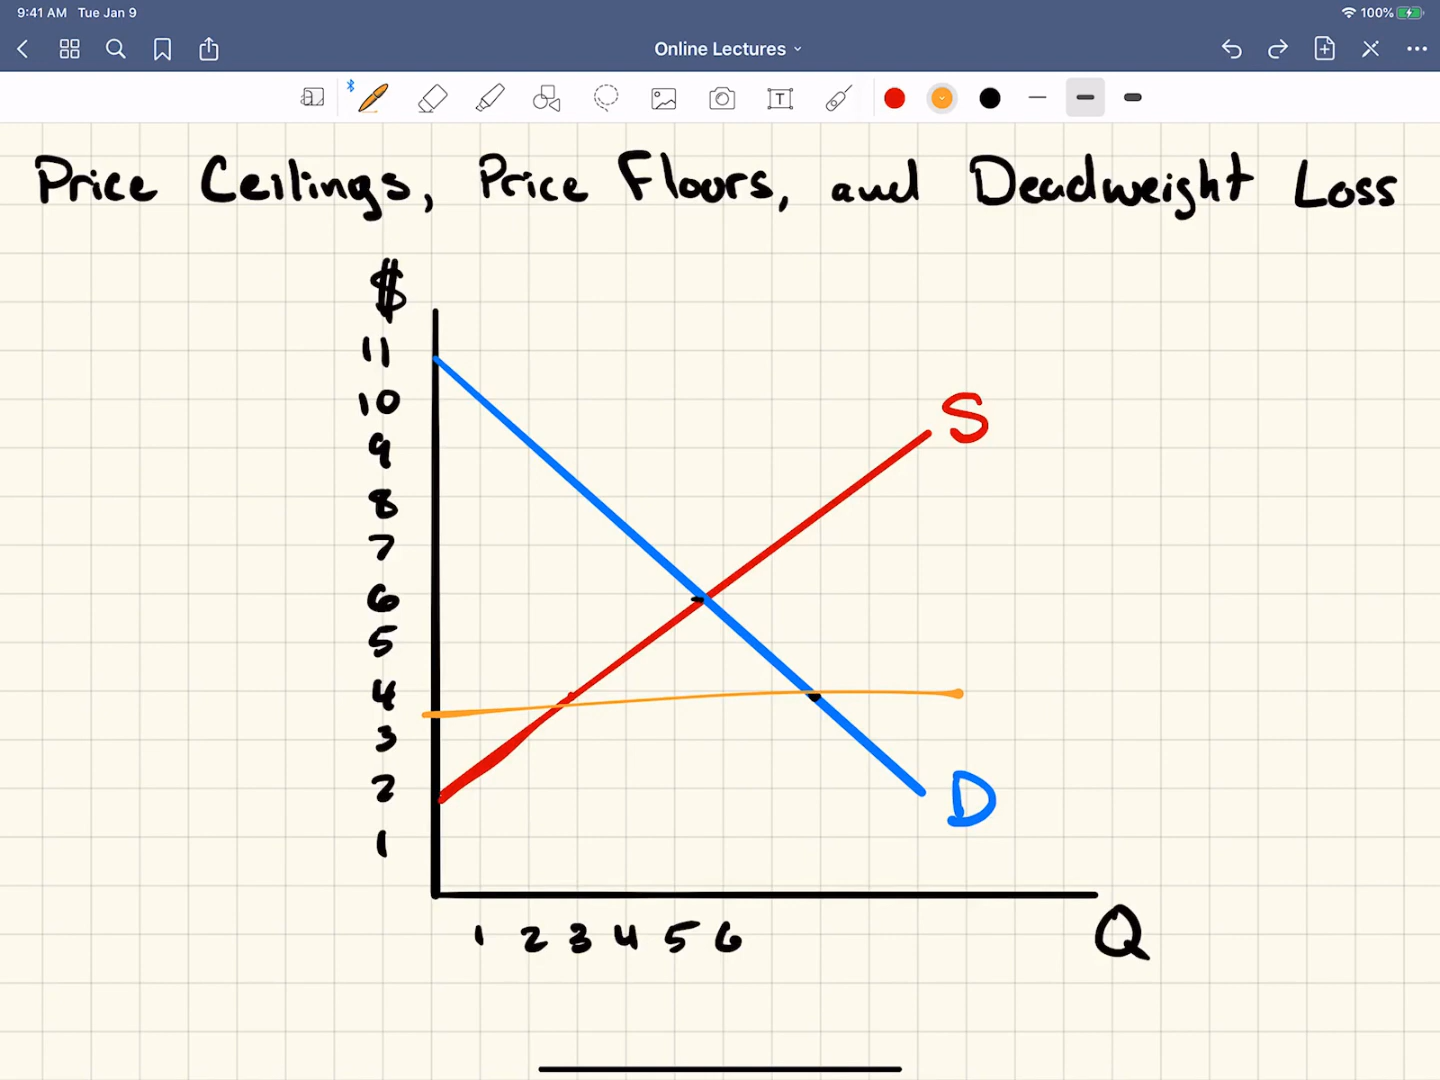 9:41 AM Tue Jan 9
100%
Online Lectures
Price Ceilings, Price Floors, and Deadweight Loss
$
11
10
S
9
8
7
6
5
4
3
2
D
1
1 2 3 4 5 6
Q